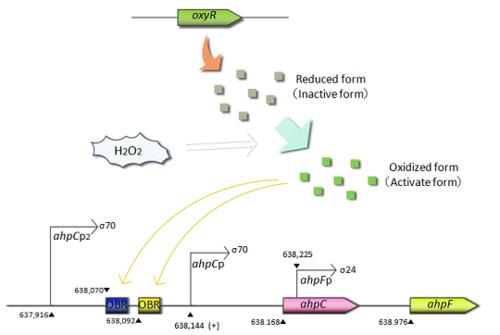 oxyR
Reduced form
(Inactive form)
H2O2
Oxidized form
(Activate form)
σ70
ahpCp2
σ70
ahpCp
638,225
σ24
ahpFp
638,070
OBR
OBR
ahpC
ahpF
637,916
638,092
638,144 (+)
638.168
638.976